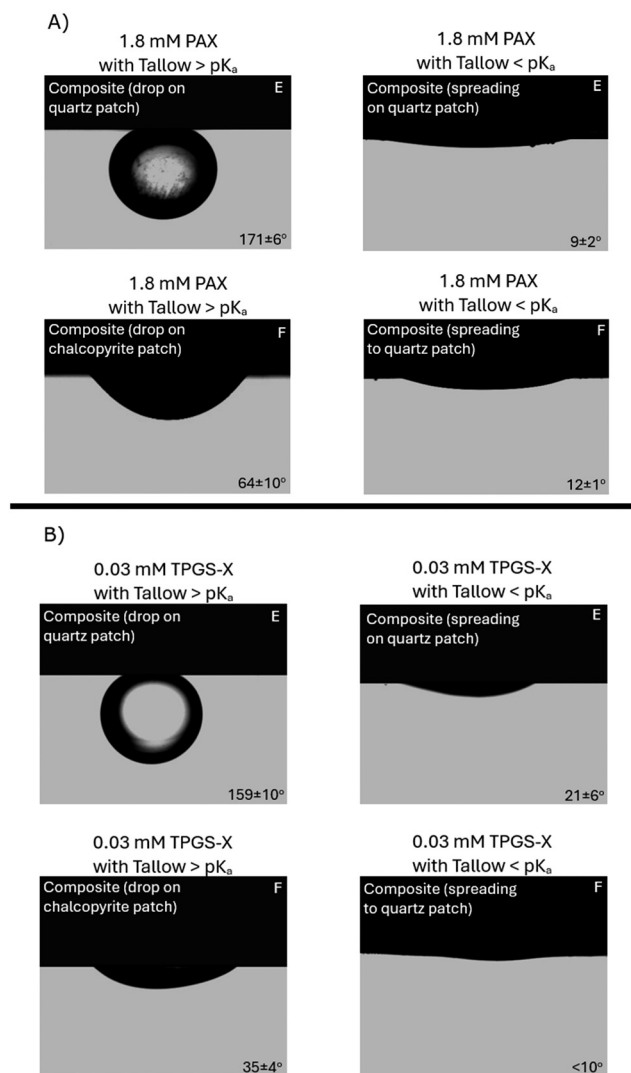 A)
1.8 mM PAX
with Tallow > pKₐ
1.8 mM PAX
with Tallow < pKₐ
Composite (drop on
quartz patch)
E
171±6°
Composite (spreading
on quartz patch)
E
9±2°
1.8 mM PAX
with Tallow > pKₐ
1.8 mM PAX
with Tallow < pKₐ
Composite (drop on
chalcopyrite patch)
F
64±10°
Composite (spreading
to quartz patch)
F
12±1°
B)
0.03 mM TPGS-X
with Tallow > pKₐ
0.03 mM TPGS-X
with Tallow < pKₐ
Composite (drop on
quartz patch)
E
159±10°
Composite (spreading
on quartz patch)
E
21±6°
0.03 mM TPGS-X
with Tallow > pKₐ
0.03 mM TPGS-X
with Tallow < pKₐ
Composite (drop on
chalcopyrite patch)
F
35±4°
Composite (spreading
to quartz patch)
F
<10°